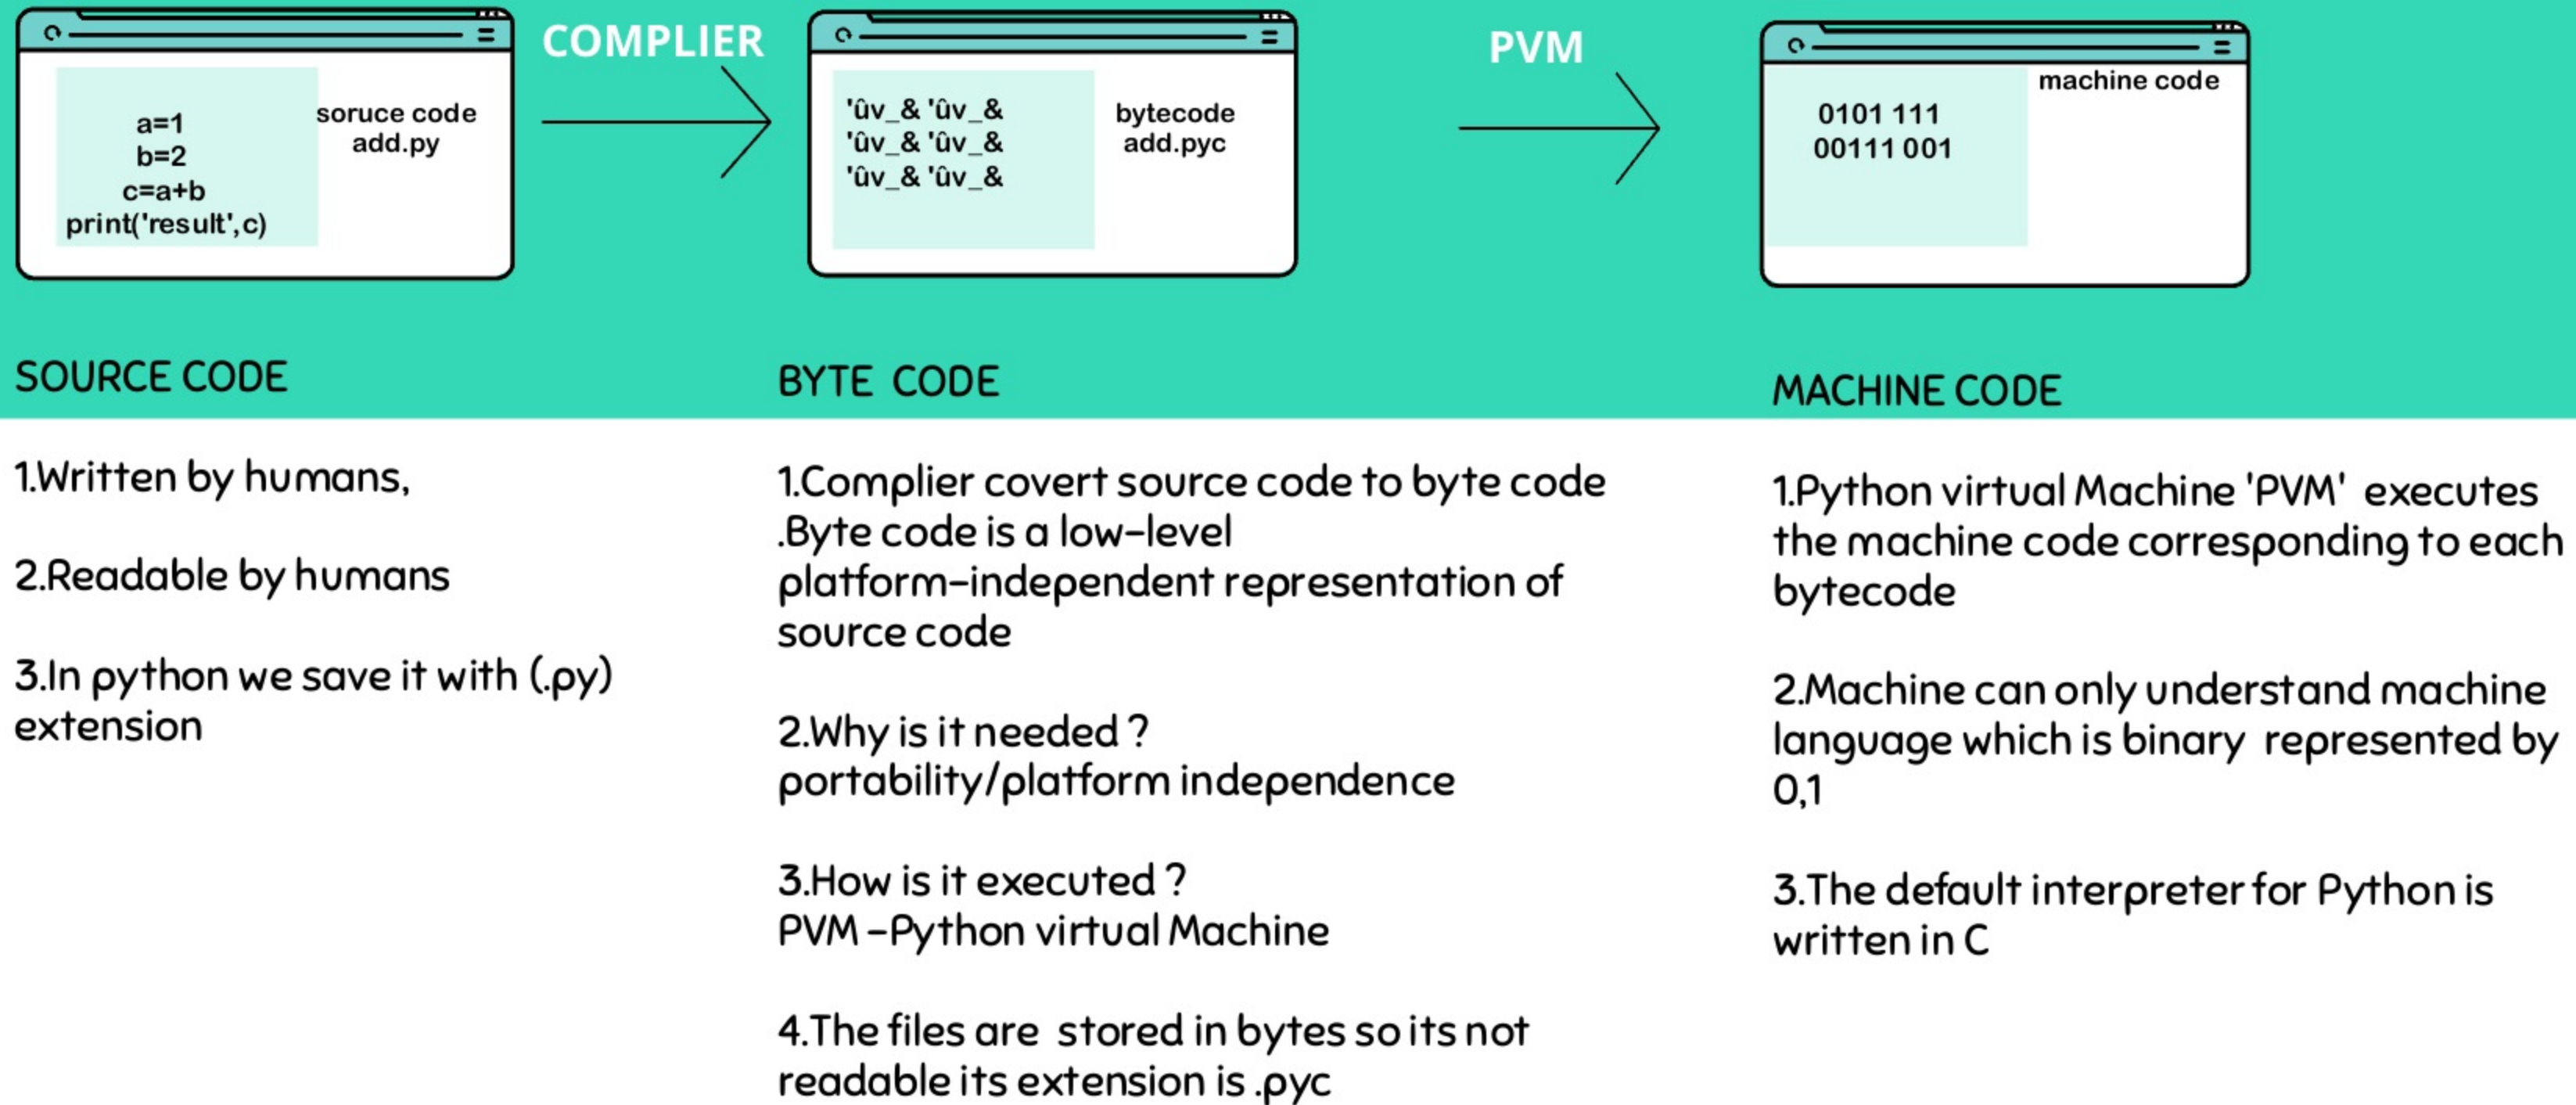 COMPLIER
PVM
a=1
b=2
c=a+b
print('result',c)
soruce code
add.py
'ûv_& 'ûv_&
'ûv_& 'ûv_&
'ûv_& 'ûv_&
bytecode
add.pyc
machine code
0101 111
00111 001
SOURCE CODE
1.Written by humans,
2.Readable by humans
3.In python we save it with (.py)
extension
BYTE CODE
1.Complier covert source code to byte code
.Byte code is a low-level
platform-independent representation of
source code
2.Why is it needed ?
portability/platform independence
3.How is it executed ?
PVM -Python virtual Machine
4.The files are stored in bytes so its not
readable its extension is .pyc
MACHINE CODE
1.Python virtual Machine 'PVM' executes
the machine code corresponding to each
bytecode
2.Machine can only understand machine
language which is binary represented by
0,1
3.The default interpreter for Python is
written in C